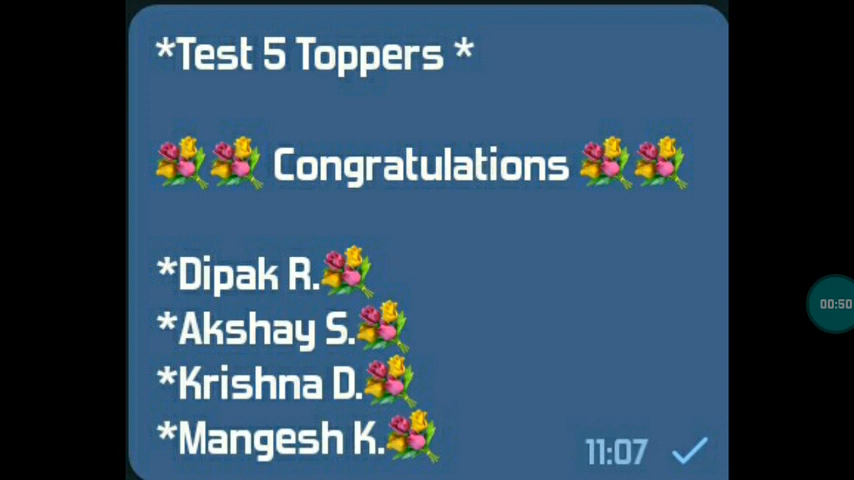 *Test 5 Toppers *
💐💐 Congratulations 💐💐
*Dipak R.💐
*Akshay S.💐
*Krishna D.💐
*Mangesh K.💐
11:07
00:50